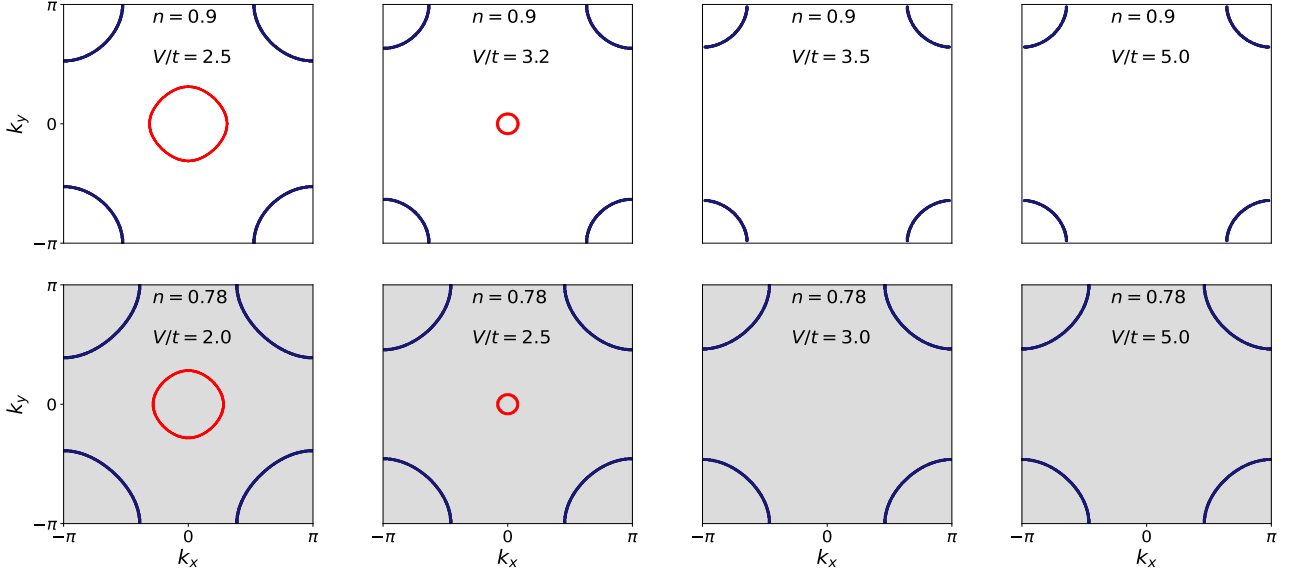 π
0
−π
k_y
n = 0.9
V/t = 2.5
n = 0.9
V/t = 3.2
n = 0.9
V/t = 3.5
n = 0.9
V/t = 5.0
π
0
−π
k_y
n = 0.78
V/t = 2.0
n = 0.78
V/t = 2.5
n = 0.78
V/t = 3.0
n = 0.78
V/t = 5.0
−π 0 π
k_x
−π 0 π
k_x
−π 0 π
k_x
−π 0 π
k_x